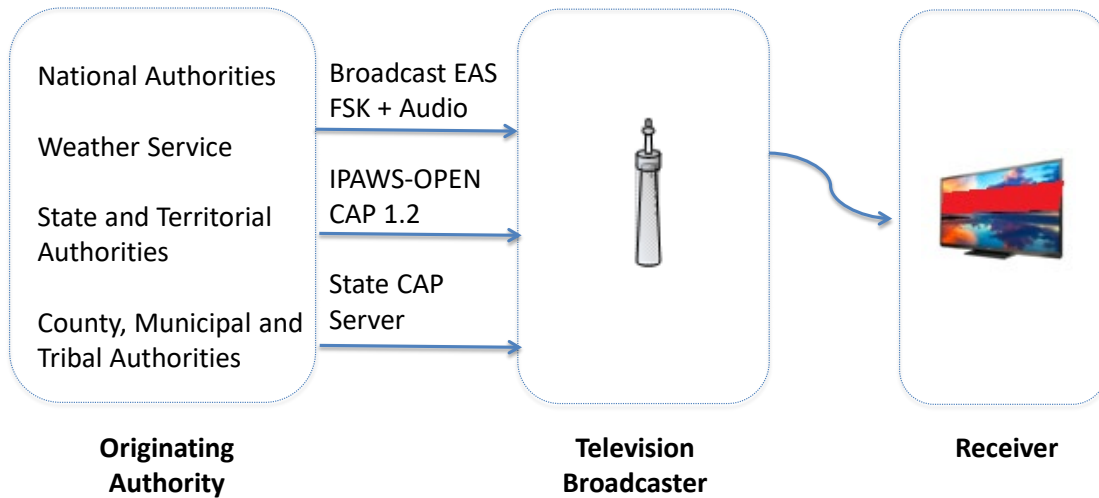 National Authorities
Weather Service
State and Territorial
Authorities
County, Municipal and
Tribal Authorities
Broadcast EAS
FSK + Audio
IPAWS-OPEN
CAP 1.2
State CAP
Server
Originating
Authority
Television
Broadcaster
Receiver